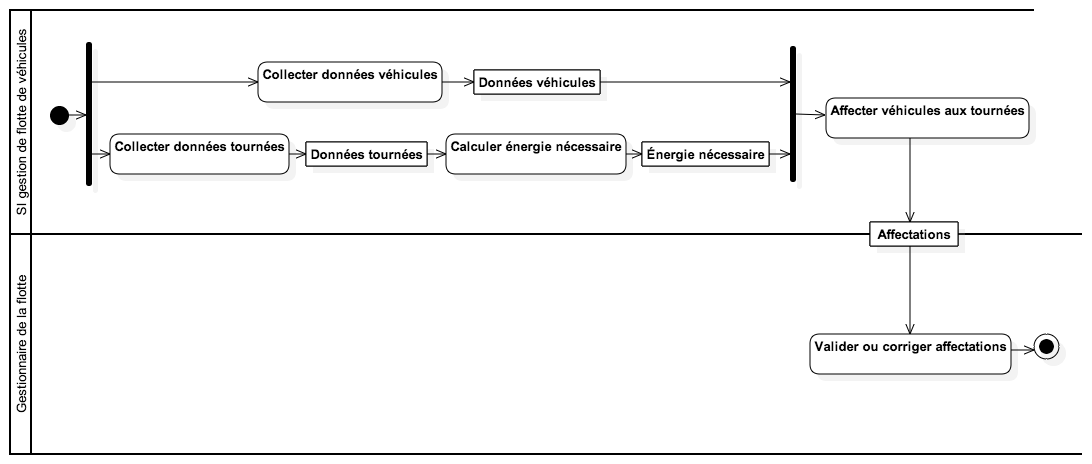 SI gestion de flotte de véhicules
Collecter données véhicules
Données véhicules
Collecter données tournées
Données tournées
Calculer énergie nécessaire
Énergie nécessaire
Affecter véhicules aux tournées
Affectations
Gestionnaire de la flotte
Valider ou corriger affectations